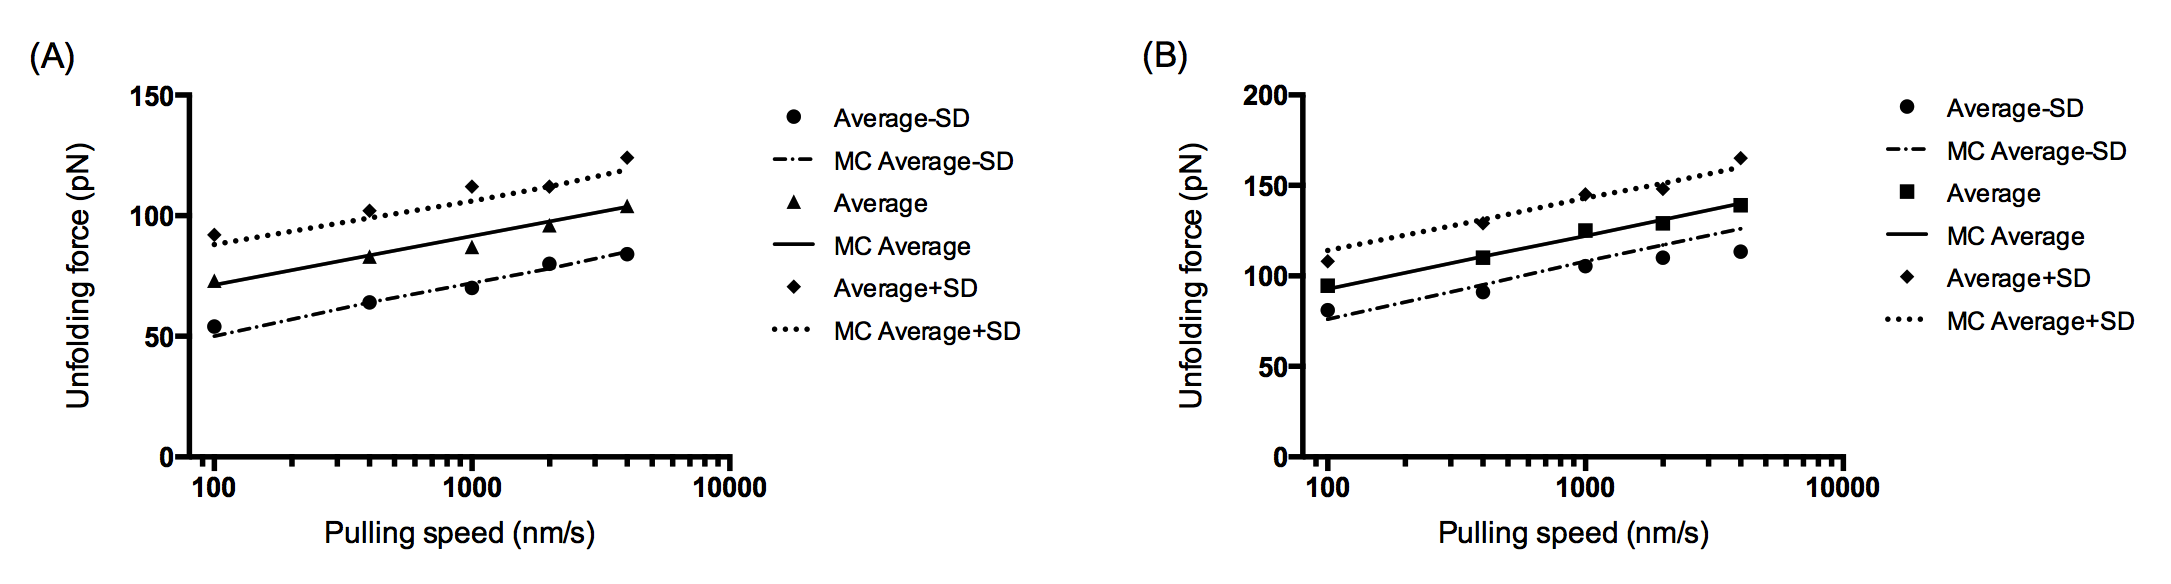 (A)
150
100
50
0
100
1000
10000
Unfolding force (pN)
Pulling speed (nm/s)
Average-SD
MC Average-SD
Average
MC Average
Average+SD
MC Average+SD
(B)
200
150
100
50
0
100
1000
10000
Unfolding force (pN)
Pulling speed (nm/s)
Average-SD
MC Average-SD
Average
MC Average
Average+SD
MC Average+SD